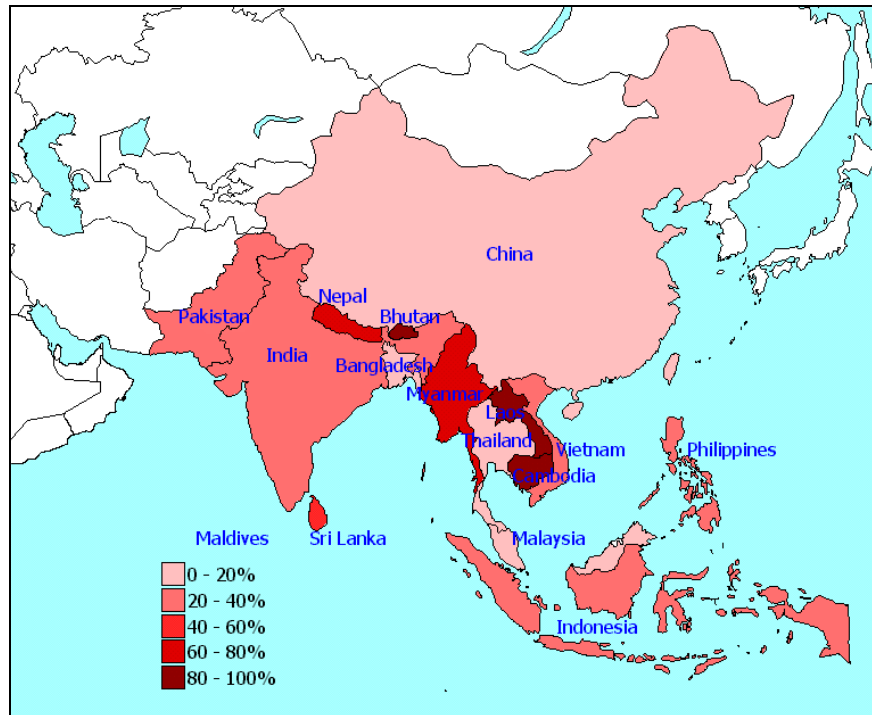 China
Nepal
Pakistan
Bhutan
India
Bangladesh
Myanmar
Laos
Thailand
Vietnam
Philippines
Cambodia
Maldives
Sri Lanka
Malaysia
0 - 20%
20 - 40%
Indonesia
40 - 60%
60 - 80%
80 - 100%